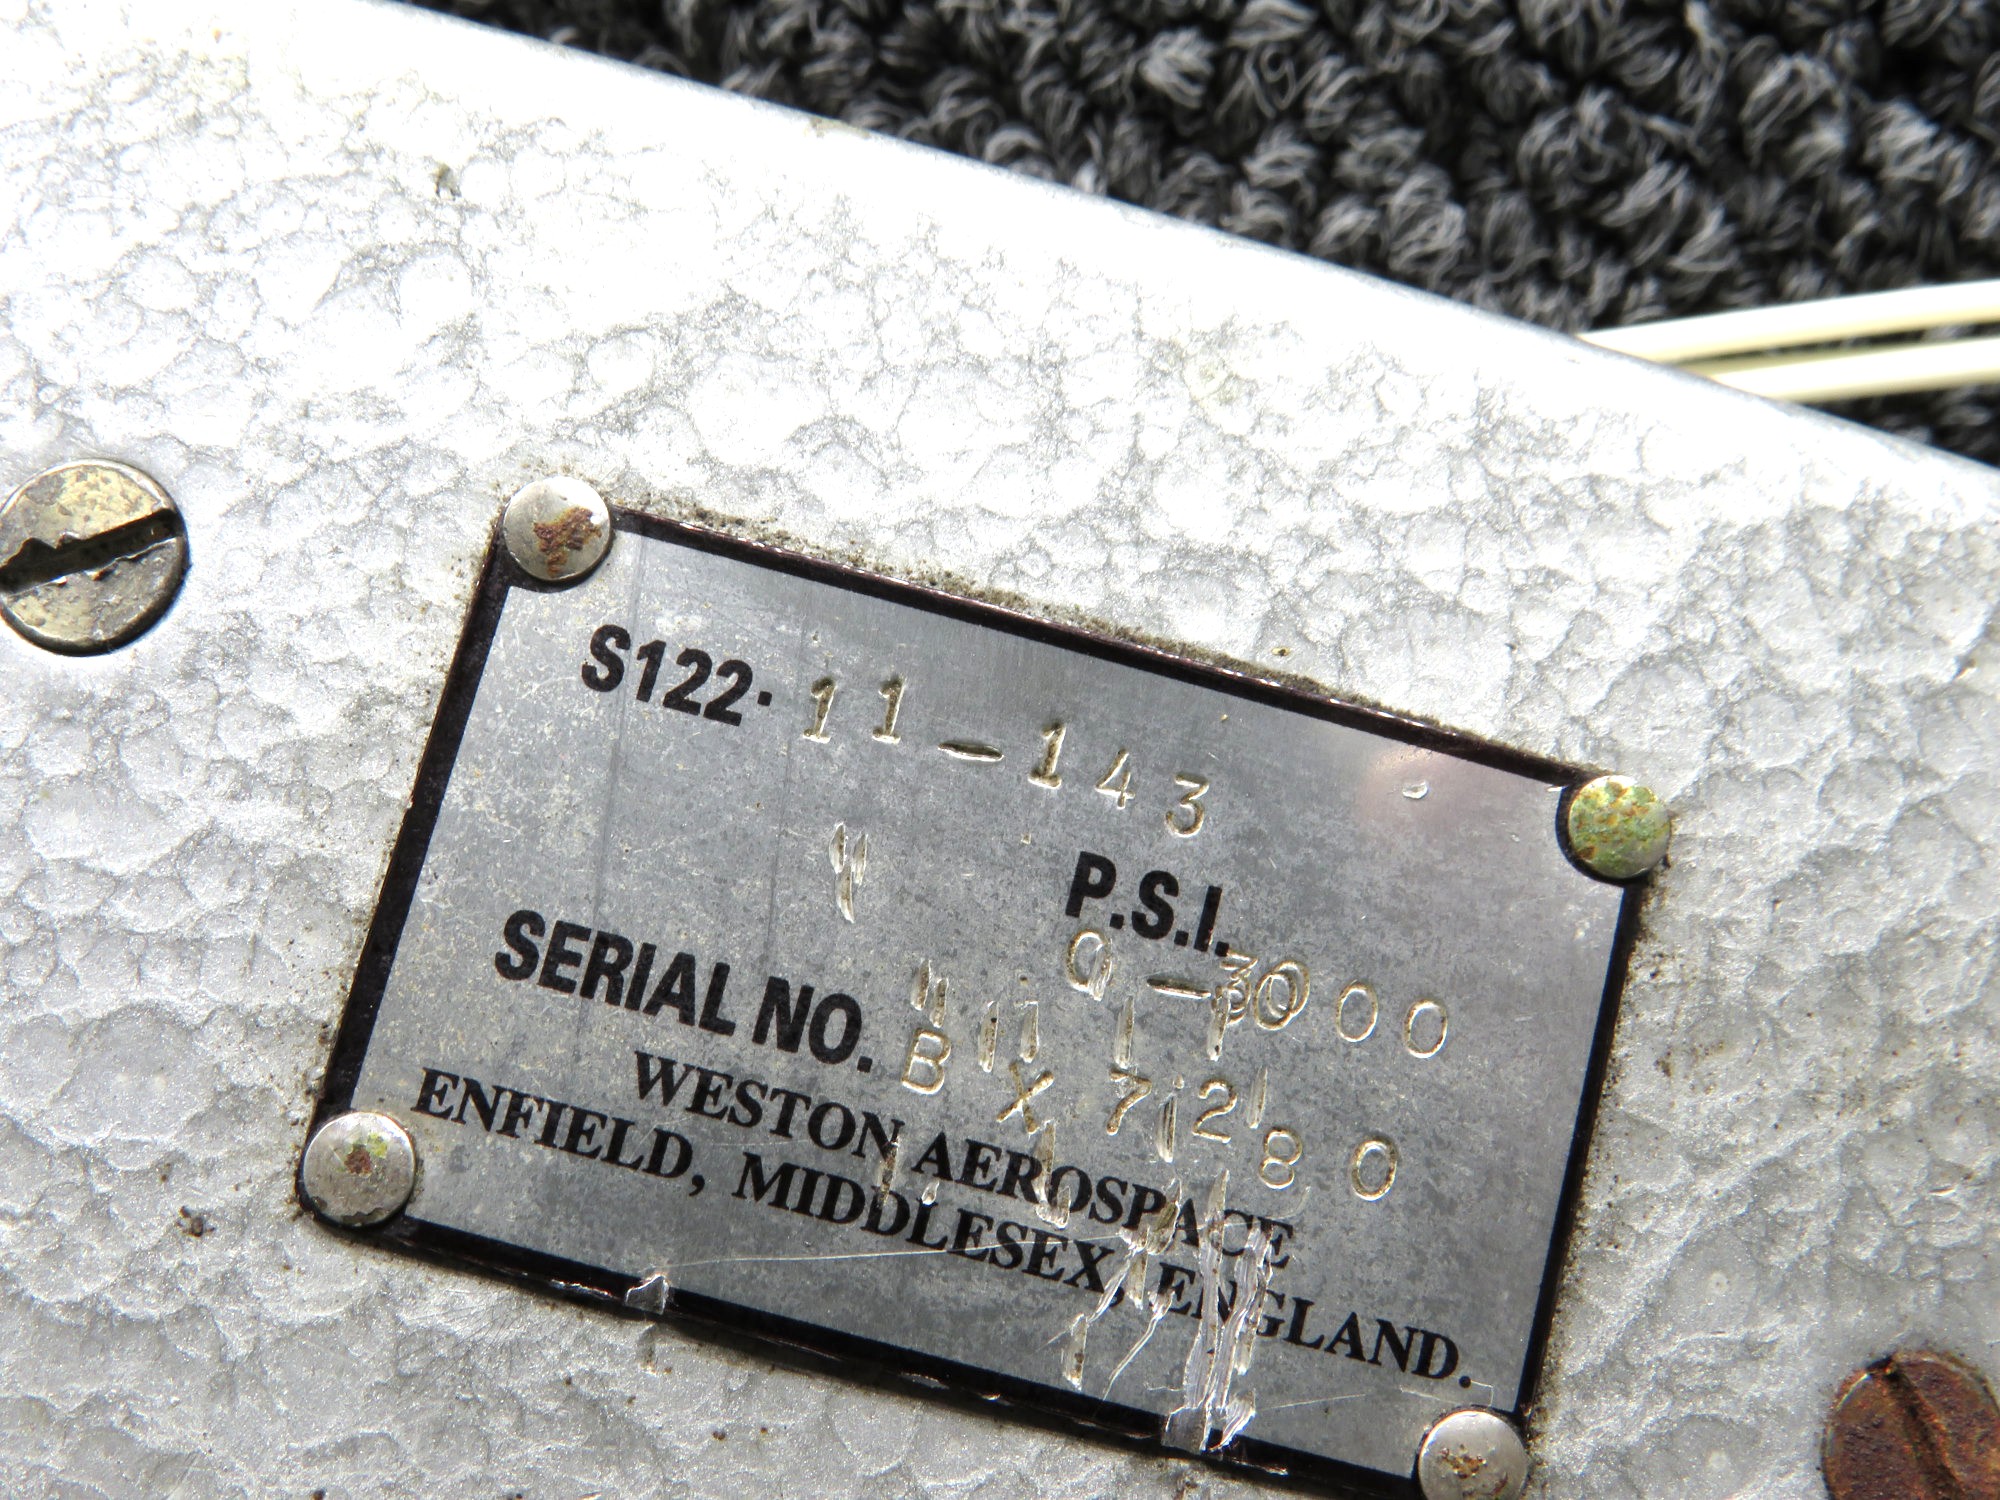 S122· 11-143
P.S.I.
0-3000
SERIAL NO. BX7280
WESTON AEROSPACE
ENFIELD, MIDDLESEX, ENGLAND.